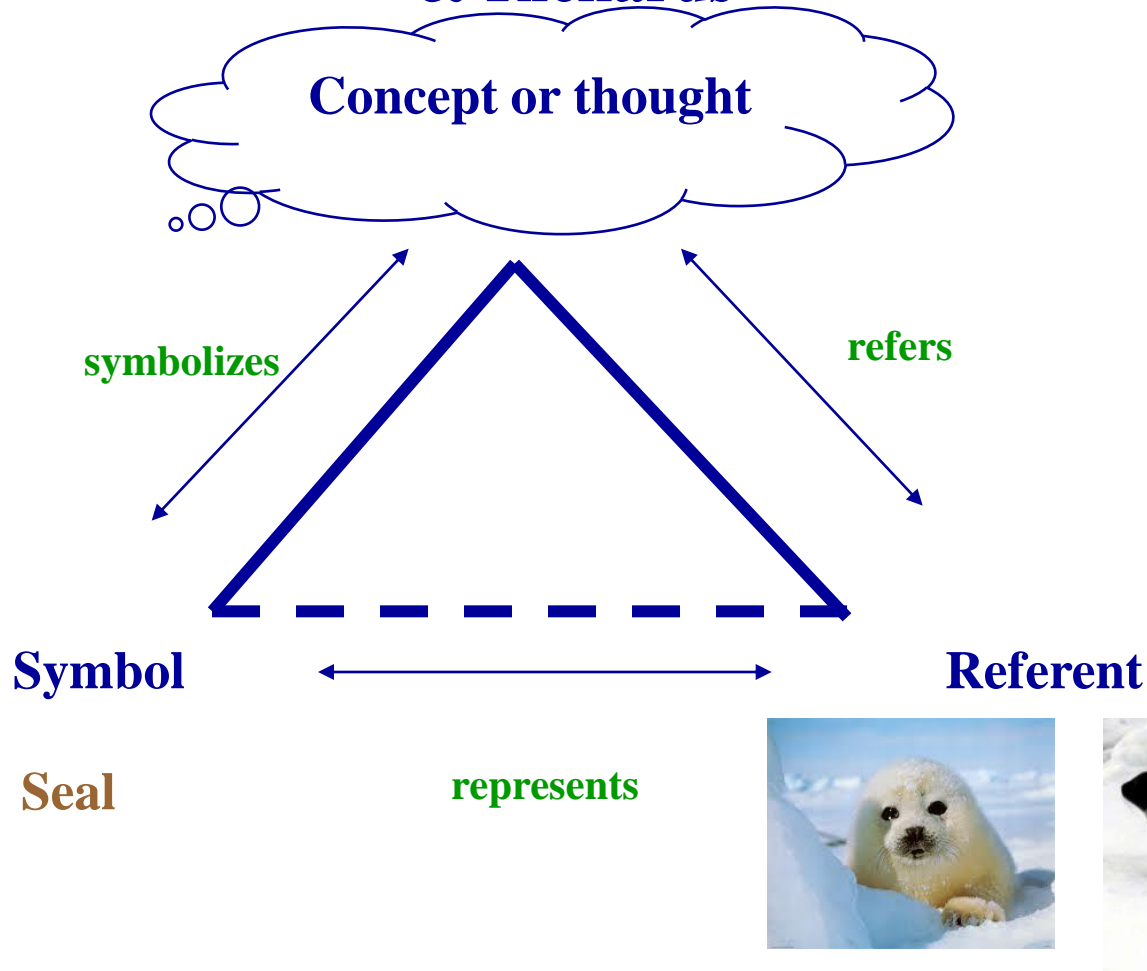 Concept or thought
symbolizes
refers
Symbol
Referent
Seal
represents